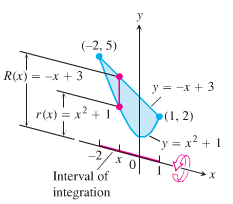 y
(–2, 5)
R(x) = –x + 3
y = –x + 3
r(x) = x² + 1
(1, 2)
y = x² + 1
–2
x
0
1
x
Interval of
integration